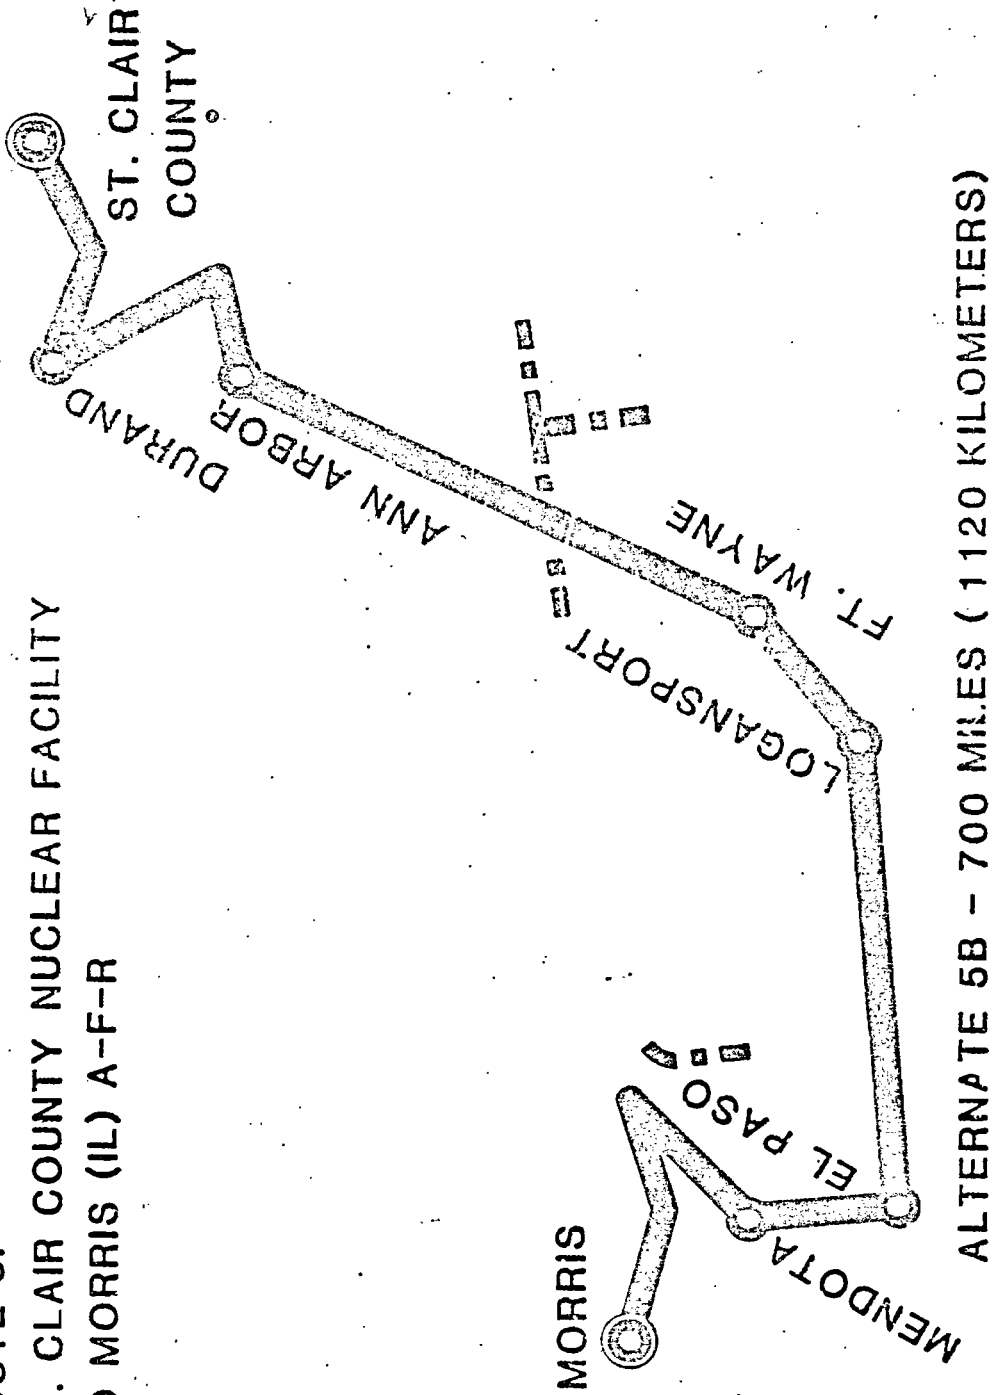 . CLAIR COUNTY NUCLEAR FACILITY
MORRIS (IL) A-F-R
ST. CLAIR
COUNTY
DURAND
ANN ARBOR
FT. WAYNE
LOGANSPORT
EL PASO
MENDOTA
MORRIS
ALTERNATE 5B - 700 MILES (1120 KILOMETERS)